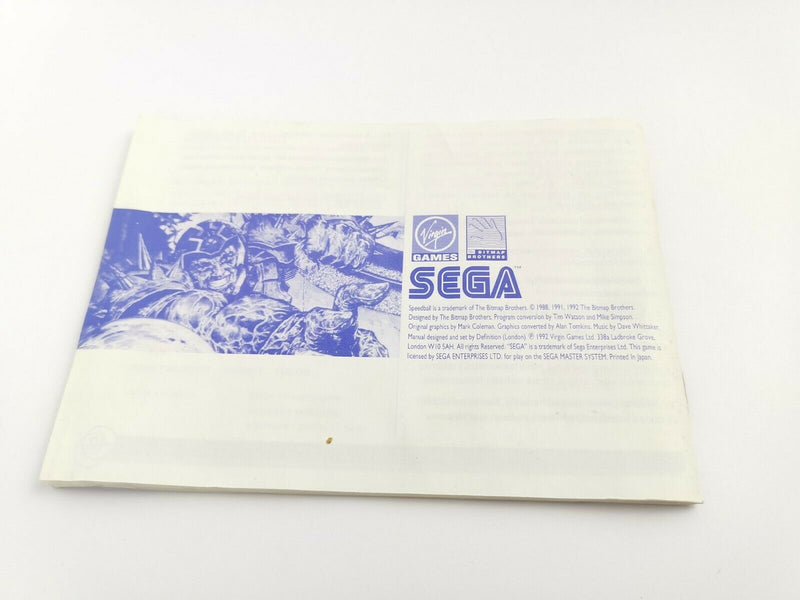 Virgin
GAMES
BITMAP
BROTHERS
SEGA™
Speedball is a trademark of The Bitmap Brothers. © 1988, 1991, 1992 The Bitmap Brothers.
Designed by The Bitmap Brothers. Program conversion by Tim Watson and Mike Simpson.
Original graphics by Mark Coleman. Graphics converted by Alan Tomkins. Music by Dave Whittaker.
Manual designed and set by Definition (London). ℗ 1992 Virgin Games Ltd. 338a Ladbroke Grove,
London W10 5AH. All rights Reserved. "SEGA" is a trademark of Sega Enterprises Ltd. This game is
licensed by SEGA ENTERPRISES LTD. for play on the SEGA MASTER SYSTEM. Printed In Japan.